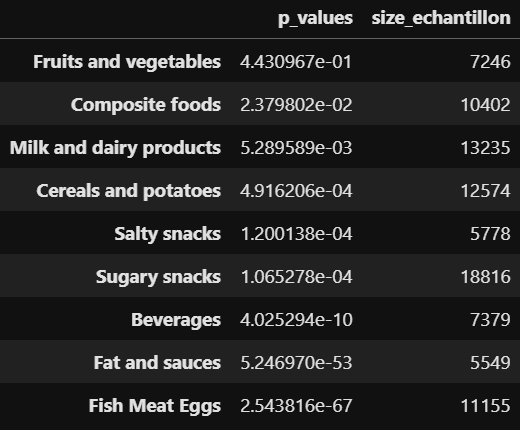 p_values size_echantillon
Fruits and vegetables 4.430967e-01 7246
Composite foods 2.379802e-02 10402
Milk and dairy products 5.289589e-03 13235
Cereals and potatoes 4.916206e-04 12574
Salty snacks 1.200138e-04 5778
Sugary snacks 1.065278e-04 18816
Beverages 4.025294e-10 7379
Fat and sauces 5.246970e-53 5549
Fish Meat Eggs 2.543816e-67 11155